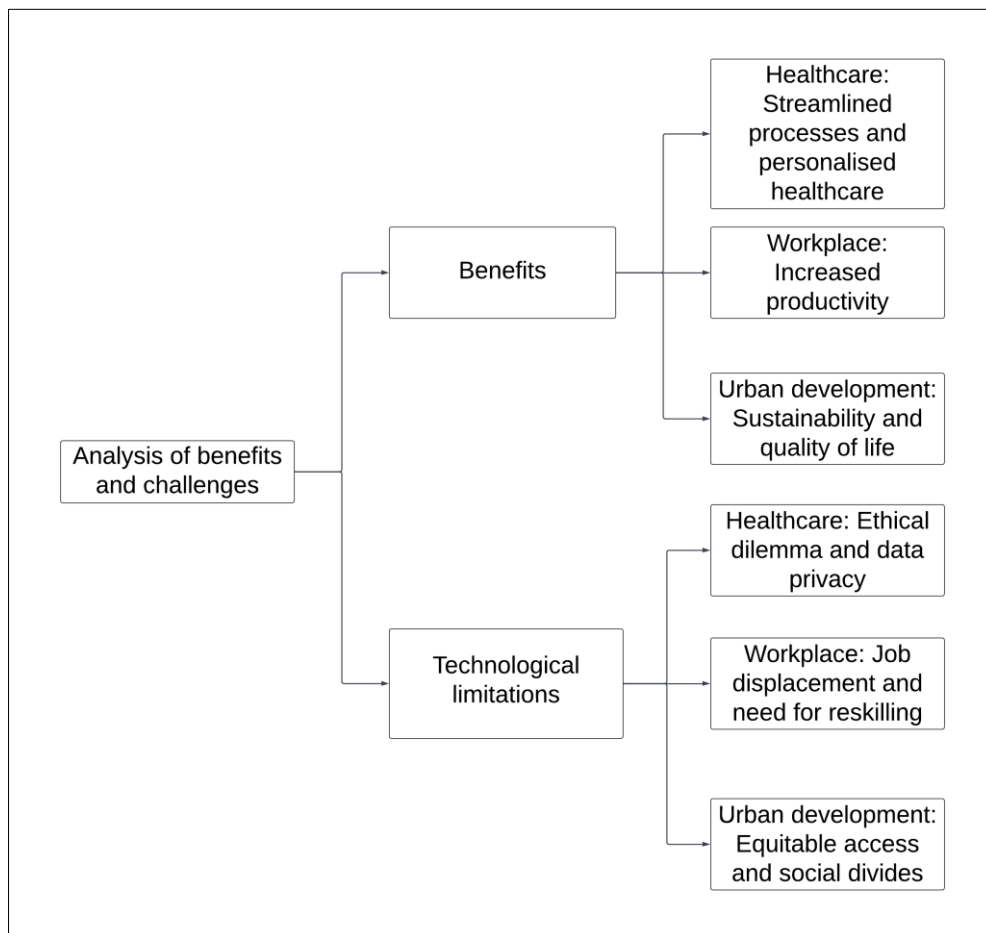 Analysis of benefits
and challenges
Benefits
Healthcare:
Streamlined
processes and
personalised
healthcare
Workplace:
Increased
productivity
Urban development:
Sustainability and
quality of life
Technological
limitations
Healthcare: Ethical
dilemma and data
privacy
Workplace: Job
displacement and
need for reskilling
Urban development:
Equitable access
and social divides